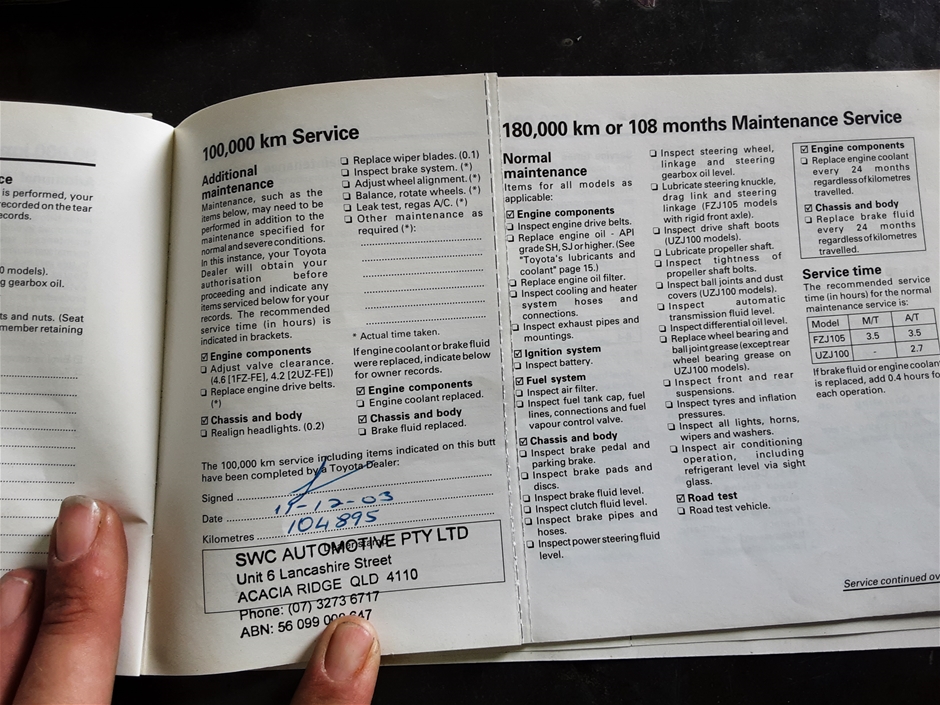 ce
is performed, your
recorded on the tear
ecords.
0 models).
g gearbox oil.
ts and nuts. (Seat
member retaining
100,000 km Service
Additional
maintenance
Maintenance, such as the
items below, may need to be
performed in addition to the
maintenance specified for
normal and severe conditions.
In this instance, your Toyota
Dealer will obtain your
authorisation before
proceeding and indicate any
items serviced below for your
records. The recommended
service time (in hours) is
indicated in brackets.
☑ Engine components
❏ Adjust valve clearance.
(4.6 [1FZ-FE], 4.2 [2UZ-FE])
❏ Replace engine drive belts.
(*)
☑ Chassis and body
❏ Realign headlights. (0.2)
❏ Replace wiper blades. (0.1)
❏ Inspect brake system. (*)
❏ Adjust wheel alignment. (*)
❏ Balance, rotate wheels. (*)
❏ Leak test, regas A/C. (*)
❏ Other maintenance as
required (*):
* Actual time taken.
If engine coolant or brake fluid
were replaced, indicate below
for owner records.
☑ Engine components
❏ Engine coolant replaced.
☑ Chassis and body
❏ Brake fluid replaced.
The 100,000 km service including items indicated on this butt
have been completed by a Toyota Dealer:
Signed
Date 19-12-03
Kilometres 104895
SWC AUTOMOTIVE PTY LTD
Unit 6 Lancashire Street
ACACIA RIDGE QLD 4110
Phone: (07) 3273 6717
ABN: 56 099
180,000 km or 108 months Maintenance Service
Normal
maintenance
Items for all models as
applicable:
☑ Engine components
❏ Inspect engine drive belts.
❏ Replace engine oil - API
grade SH, SJ or higher. (See
"Toyota's lubricants and
coolant" page 15.)
❏ Replace engine oil filter.
❏ Inspect cooling and heater
system hoses and
connections.
❏ Inspect exhaust pipes and
mountings.
☑ Ignition system
❏ Inspect battery.
☑ Fuel system
❏ Inspect air filter.
❏ Inspect fuel tank cap, fuel
lines, connections and fuel
vapour control valve.
☑ Chassis and body
❏ Inspect brake pedal and
parking brake.
❏ Inspect brake pads and
discs.
❏ Inspect brake fluid level.
❏ Inspect clutch fluid level.
❏ Inspect brake pipes and
hoses.
❏ Inspect power steering fluid
level.
❏ Inspect steering wheel,
linkage and steering
gearbox oil level.
❏ Lubricate steering knuckle,
drag link and steering
linkage (FZJ105 models
with rigid front axle).
❏ Inspect drive shaft boots
(UZJ100 models).
❏ Lubricate propeller shaft.
❏ Inspect tightness of
propeller shaft bolts.
❏ Inspect ball joints and dust
covers (UZJ100 models).
❏ Inspect automatic
transmission fluid level.
❏ Inspect differential oil level.
❏ Replace wheel bearing and
ball joint grease (except rear
wheel bearing grease on
UZJ100 models).
❏ Inspect front and rear
suspensions.
❏ Inspect tyres and inflation
pressures.
❏ Inspect all lights, horns,
wipers and washers.
❏ Inspect air conditioning
operation, including
refrigerant level via sight
glass.
☑ Road test
❏ Road test vehicle.
☑ Engine components
❏ Replace engine coolant
every 24 months
regardless of kilometres
travelled.
☑ Chassis and body
❏ Replace brake fluid
every 24 months
regardless of kilometres
travelled.
Service time
The recommended service
time (in hours) for the normal
maintenance service is:
Model M/T A/T
FZJ105 3.5 3.5
UZJ100 - 2.7
If brake fluid or engine coolant
is replaced, add 0.4 hours fo
each operation.
Service continued ov